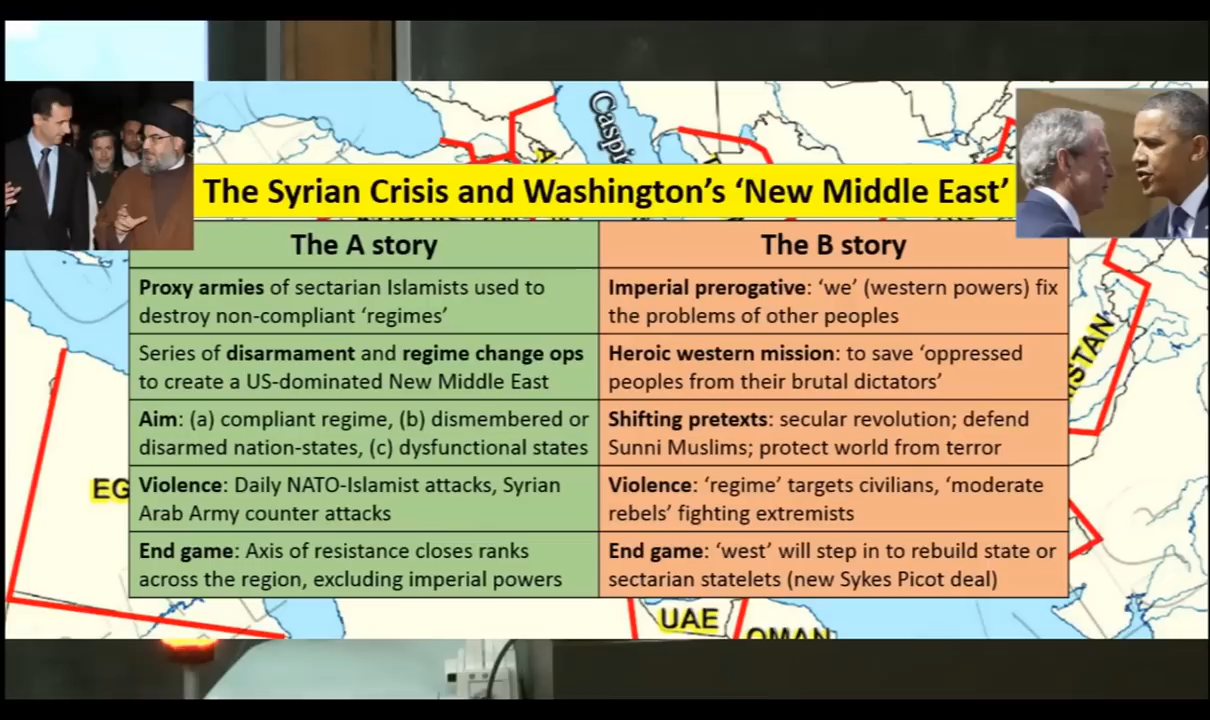 Caspi
The Syrian Crisis and Washington's 'New Middle East'
The A story
The B story
Proxy armies of sectarian Islamists used to
destroy non-compliant 'regimes'
Imperial prerogative: 'we' (western powers) fix
the problems of other peoples
Series of disarmament and regime change ops
to create a US-dominated New Middle East
Heroic western mission: to save 'oppressed
peoples from their brutal dictators'
Aim: (a) compliant regime, (b) dismembered or
disarmed nation-states, (c) dysfunctional states
Shifting pretexts: secular revolution; defend
Sunni Muslims; protect world from terror
Violence: Daily NATO-Islamist attacks, Syrian
Arab Army counter attacks
Violence: 'regime' targets civilians, 'moderate
rebels' fighting extremists
End game: Axis of resistance closes ranks
across the region, excluding imperial powers
End game: 'west' will step in to rebuild state or
sectarian statelets (new Sykes Picot deal)
EG
ISTAN
UAE
OMAN